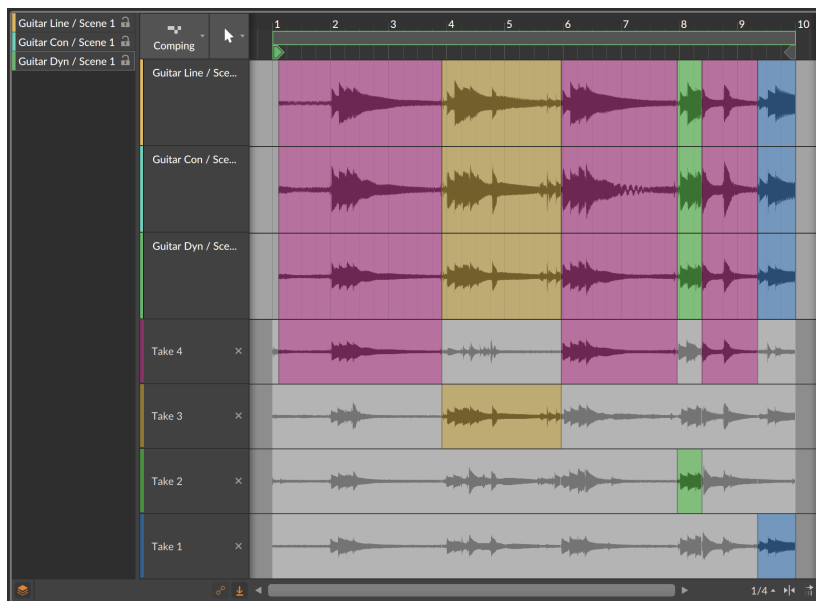 Guitar Line / Scene 1
Guitar Con / Scene 1
Guitar Dyn / Scene 1
Comping
1 2 3 4 5 6 7 8 9 10
Guitar Line / Sce...
Guitar Con / Sce...
Guitar Dyn / Sce...
Take 4
Take 3
Take 2
Take 1
1/4